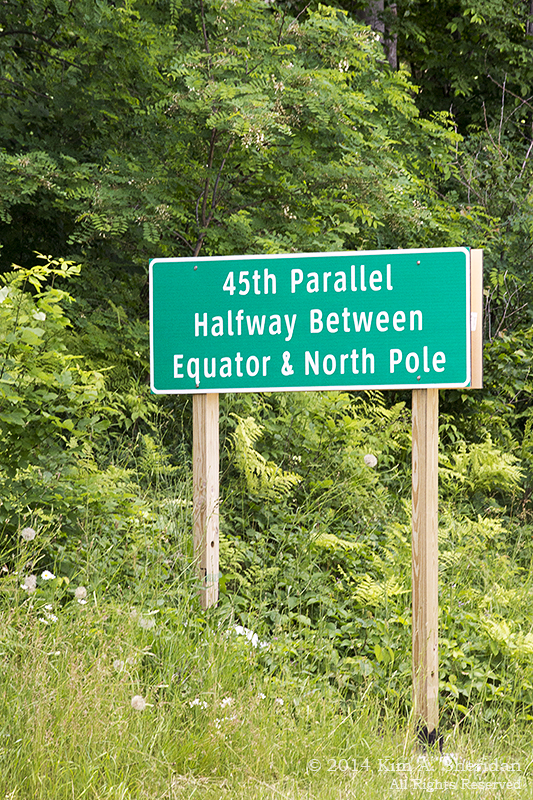 45th Parallel
Halfway Between
Equator & North Pole
© 2014 Kim A. Sheridan
All Rights Reserved